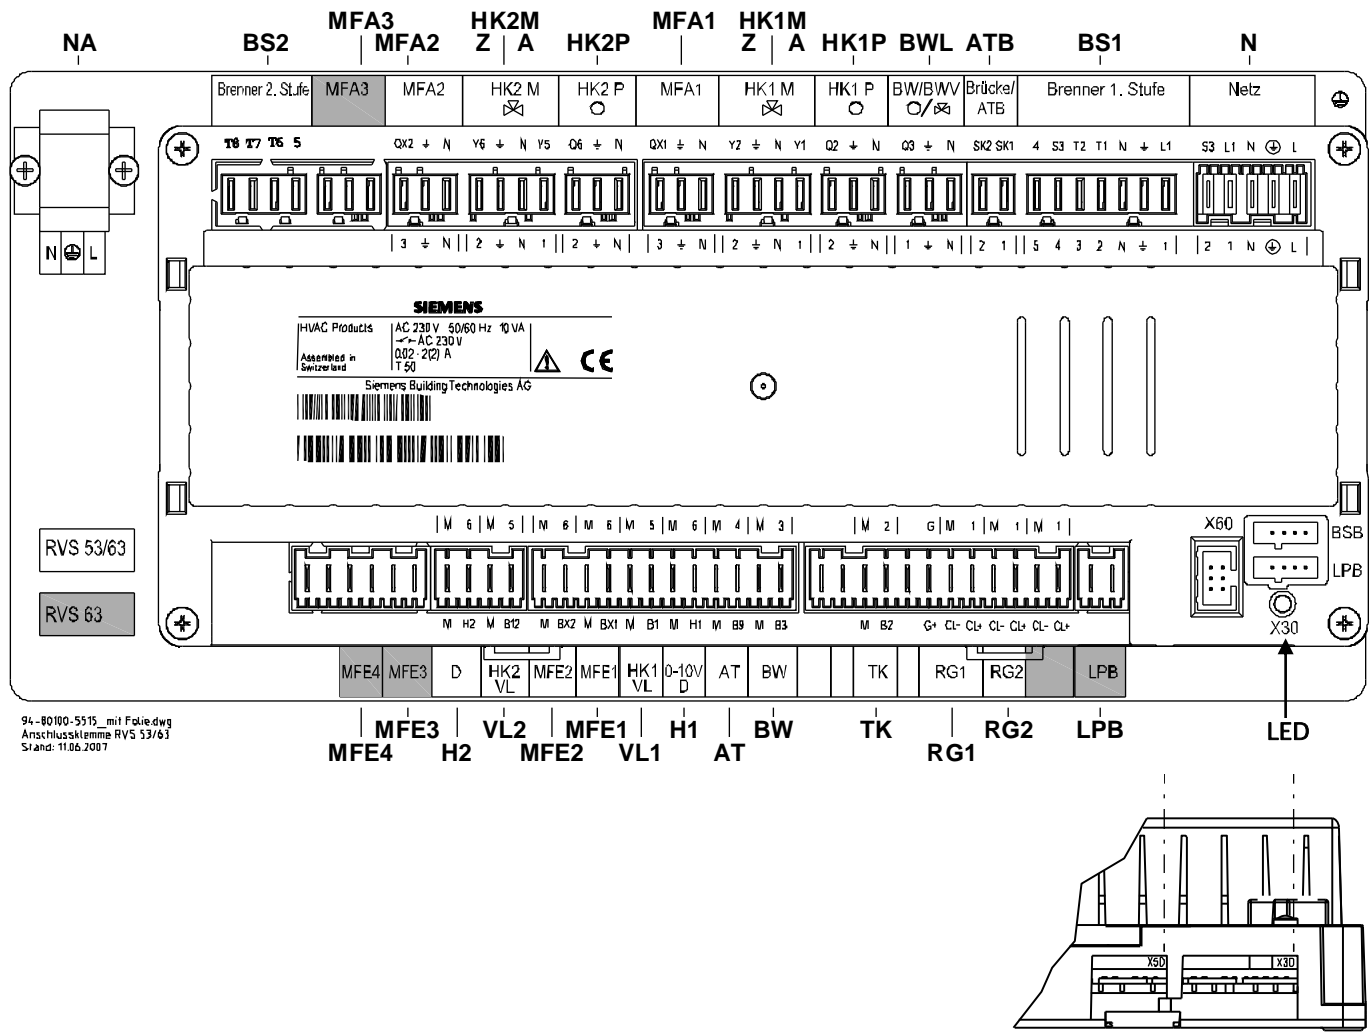 MFA3 HK2M MFA1 HK1M
NA BS2 MFA2 Z A HK2P Z A HK1P BWL ATB BS1 N
Brenner 2. Stufe MFA3 MFA2 HK2 M HK2 P MFA1 HK1 M HK1 P BW/BWV Brücke/ Brenner 1. Stufe Netz
ATB
T8 T7 T6 5 QX2 N Y6 N Y5 Q6 N QX1 N Y2 N Y1 Q2 N Q3 N SK2 SK1 4 S3 T2 T1 N L1 S3 L1 N L
N L
3 N 2 N 1 2 N 3 N 2 N 1 2 N 1 N 2 1 5 4 3 2 N 1 2 1 N L
SIEMENS
HVAC Products
Assembled in
Switzerland
AC 230 V 50/60 Hz 10 VA
AC 230 V
0.02 - 2(2) A
T 50
CE
Siemens Building Technologies AG
RVS 53/63
RVS 63
M 6 M 5 M 6 M 6 M 5 M 6 M 4 M 3 M 2 G M 1 M 1 M 1
X60
BSB
LPB
X30
M H2 M B12 M BX2 M BX1 M B1 M H1 M B9 M B3 M B2 G+ CL- CL+ CL- CL+ CL- CL+
MFE4 MFE3 D HK2 MFE2 MFE1 HK1 0-10V AT BW TK RG1 RG2 LPB
VL VL D
MFE3 VL2 MFE1 H1 BW TK RG2 LPB LED
MFE4 H2 MFE2 VL1 AT RG1
94-80100-5515_mit Folie.dwg
Anschlussklemme RVS 53/63
Stand: 11.06.2007
X50 X30